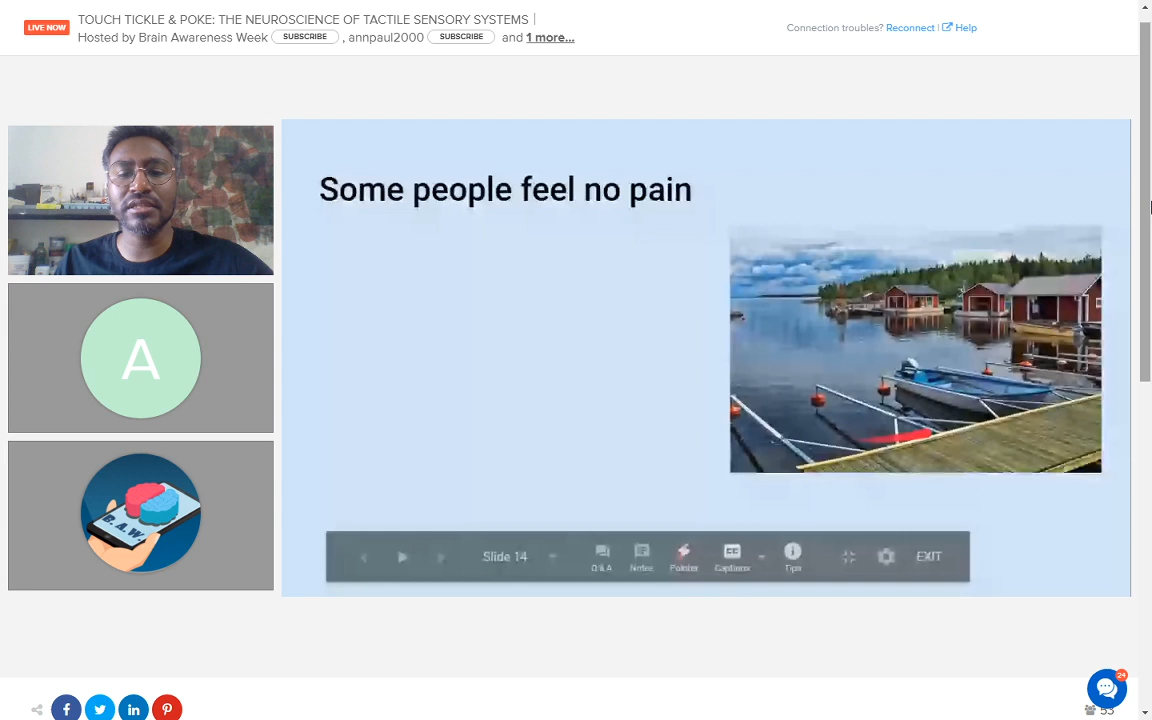 LIVE NOW
TOUCH TICKLE & POKE: THE NEUROSCIENCE OF TACTILE SENSORY SYSTEMS |
Hosted by Brain Awareness Week SUBSCRIBE , annpaul2000 SUBSCRIBE and 1 more...
Connection troubles? Reconnect | Help
Some people feel no pain
A
B.A.W.
Slide 14
Q&A Notes Pointer Captions Tips EXIT
24
53